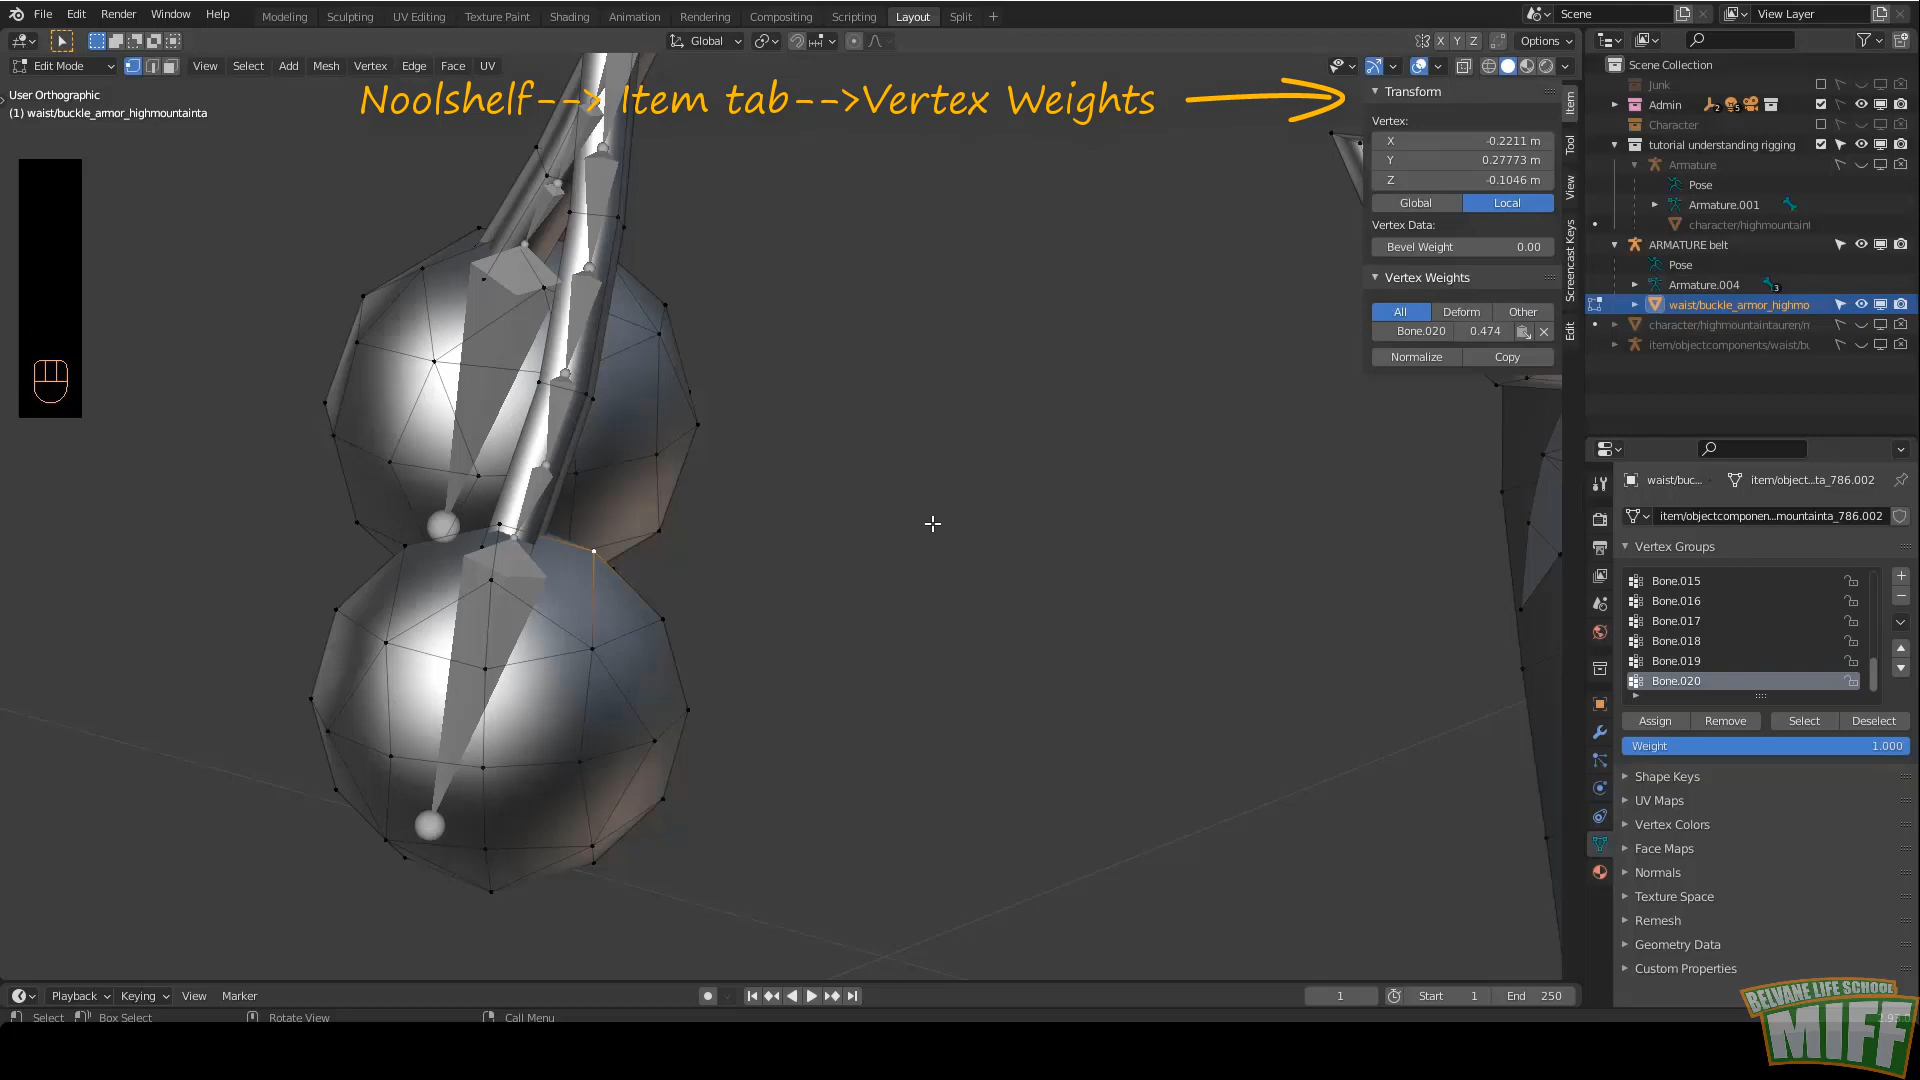 File Edit Render Window Help
Modeling Sculpting UV Editing Texture Paint Shading Animation Rendering Compositing Scripting Layout Split +
Scene View Layer
Global X Y Z Options
Edit Mode View Select Add Mesh Vertex Edge Face UV
User Orthographic
(1) waist/buckle_armor_highmountainta
Noolshelf--> Item tab-->Vertex Weights
Transform
Vertex:
X -0.2211 m
Y 0.27773 m
Z -0.1046 m
Global Local
Vertex Data:
Bevel Weight 0.00
Vertex Weights
All Deform Other
Bone.020 0.474
Normalize Copy
Item
Tool
View
Screencast Keys
Edit
Scene Collection
Junk
Admin 2 5
Character
tutorial understanding rigging
Armature
Pose
Armature.001
character/highmountaint
ARMATURE belt
Pose
Armature.004 3
waist/buckle_armor_highmo
character/highmountaintauren/m
item/objectcomponents/waist/bu
waist/buc... item/object...ta_786.002
item/objectcomponen...mountainta_786.002
Vertex Groups
Bone.015
Bone.016
Bone.017
Bone.018
Bone.019
Bone.020
Assign Remove Select Deselect
Weight 1.000
Shape Keys
UV Maps
Vertex Colors
Face Maps
Normals
Texture Space
Remesh
Geometry Data
Custom Properties
Playback Keying View Marker
1 Start 1 End 250
Select Box Select Rotate View Call Menu
BELVANE LIFE SCHOOL
MIFF